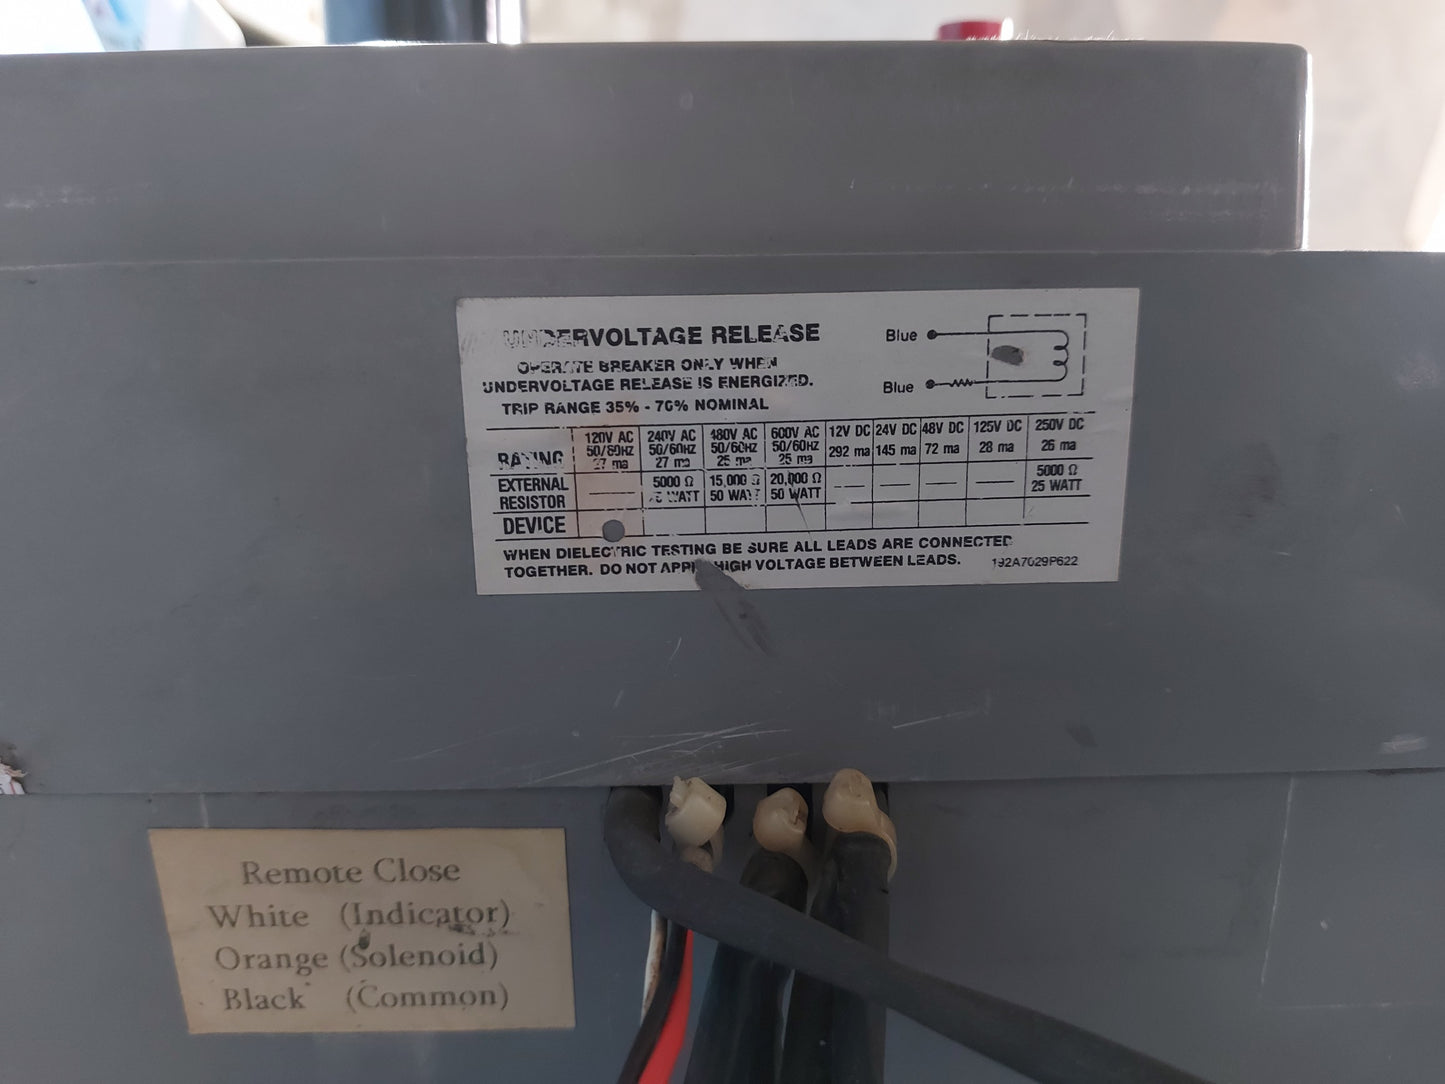 UNDERVOLTAGE RELEASE
OPERATE BREAKER ONLY WHEN
UNDERVOLTAGE RELEASE IS ENERGIZED.
TRIP RANGE 35% - 70% NOMINAL
Blue
Blue
RATING 120V AC 50/60HZ 27 ma 240V AC 50/60HZ 27 ma 480V AC 50/60HZ 25 ma 600V AC 50/60HZ 25 ma 12V DC 292 ma 24V DC 145 ma 48V DC 72 ma 125V DC 28 ma 250V DC 26 ma
EXTERNAL RESISTOR — 5000 Ω WATT 15,000 Ω 50 WATT 20,000 Ω 50 WATT — — — — 5000 Ω 25 WATT
DEVICE
WHEN DIELECTRIC TESTING BE SURE ALL LEADS ARE CONNECTED
TOGETHER. DO NOT APPLY HIGH VOLTAGE BETWEEN LEADS. 192A7029P622
Remote Close
White (Indicator)
Orange (Solenoid)
Black (Common)